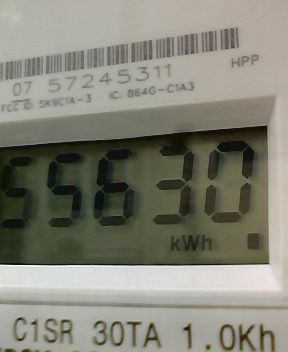 07 57245311
HPP
FCC ID: SK9C1A-3 IC: 864G-C1A3
55630
kWh
C1SR 30TA 1.0Kh